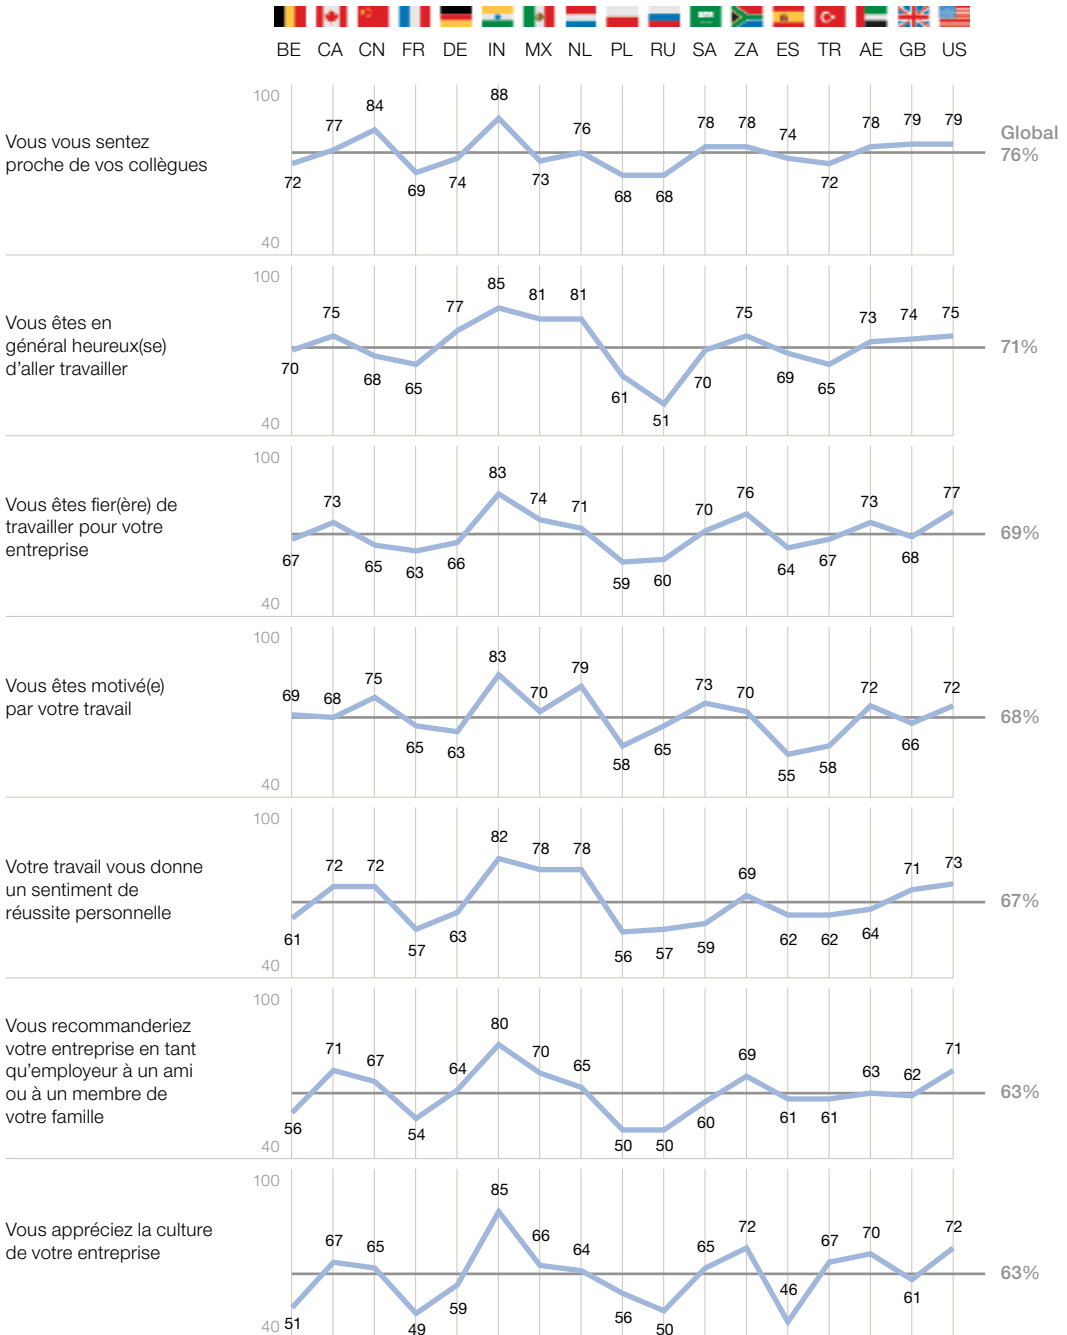 BE CA CN FR DE IN MX NL PL RU SA ZA ES TR AE GB US
Vous vous sentez
proche de vos collègues
100
40
72 77 84 69 74 88 73 76 68 68 78 78 74 72 78 79 79
Global
76%
Vous êtes en
général heureux(se)
d’aller travailler
100
40
70 75 68 65 77 85 81 81 61 51 70 75 69 65 73 74 75
71%
Vous êtes fier(ère) de
travailler pour votre
entreprise
100
40
67 73 65 63 66 83 74 71 59 60 70 76 64 67 73 68 77
69%
Vous êtes motivé(e)
par votre travail
100
40
69 68 75 65 63 83 70 79 58 65 73 70 55 58 72 66 72
68%
Votre travail vous donne
un sentiment de
réussite personnelle
100
40
61 72 72 57 63 82 78 78 56 57 59 69 62 62 64 71 73
67%
Vous recommanderiez
votre entreprise en tant
qu’employeur à un ami
ou à un membre de
votre famille
100
40
56 71 67 54 64 80 70 65 50 50 60 69 61 61 63 62 71
63%
Vous appréciez la culture
de votre entreprise
100
40
51 67 65 49 59 85 66 64 56 50 65 72 46 67 70 61 72
63%